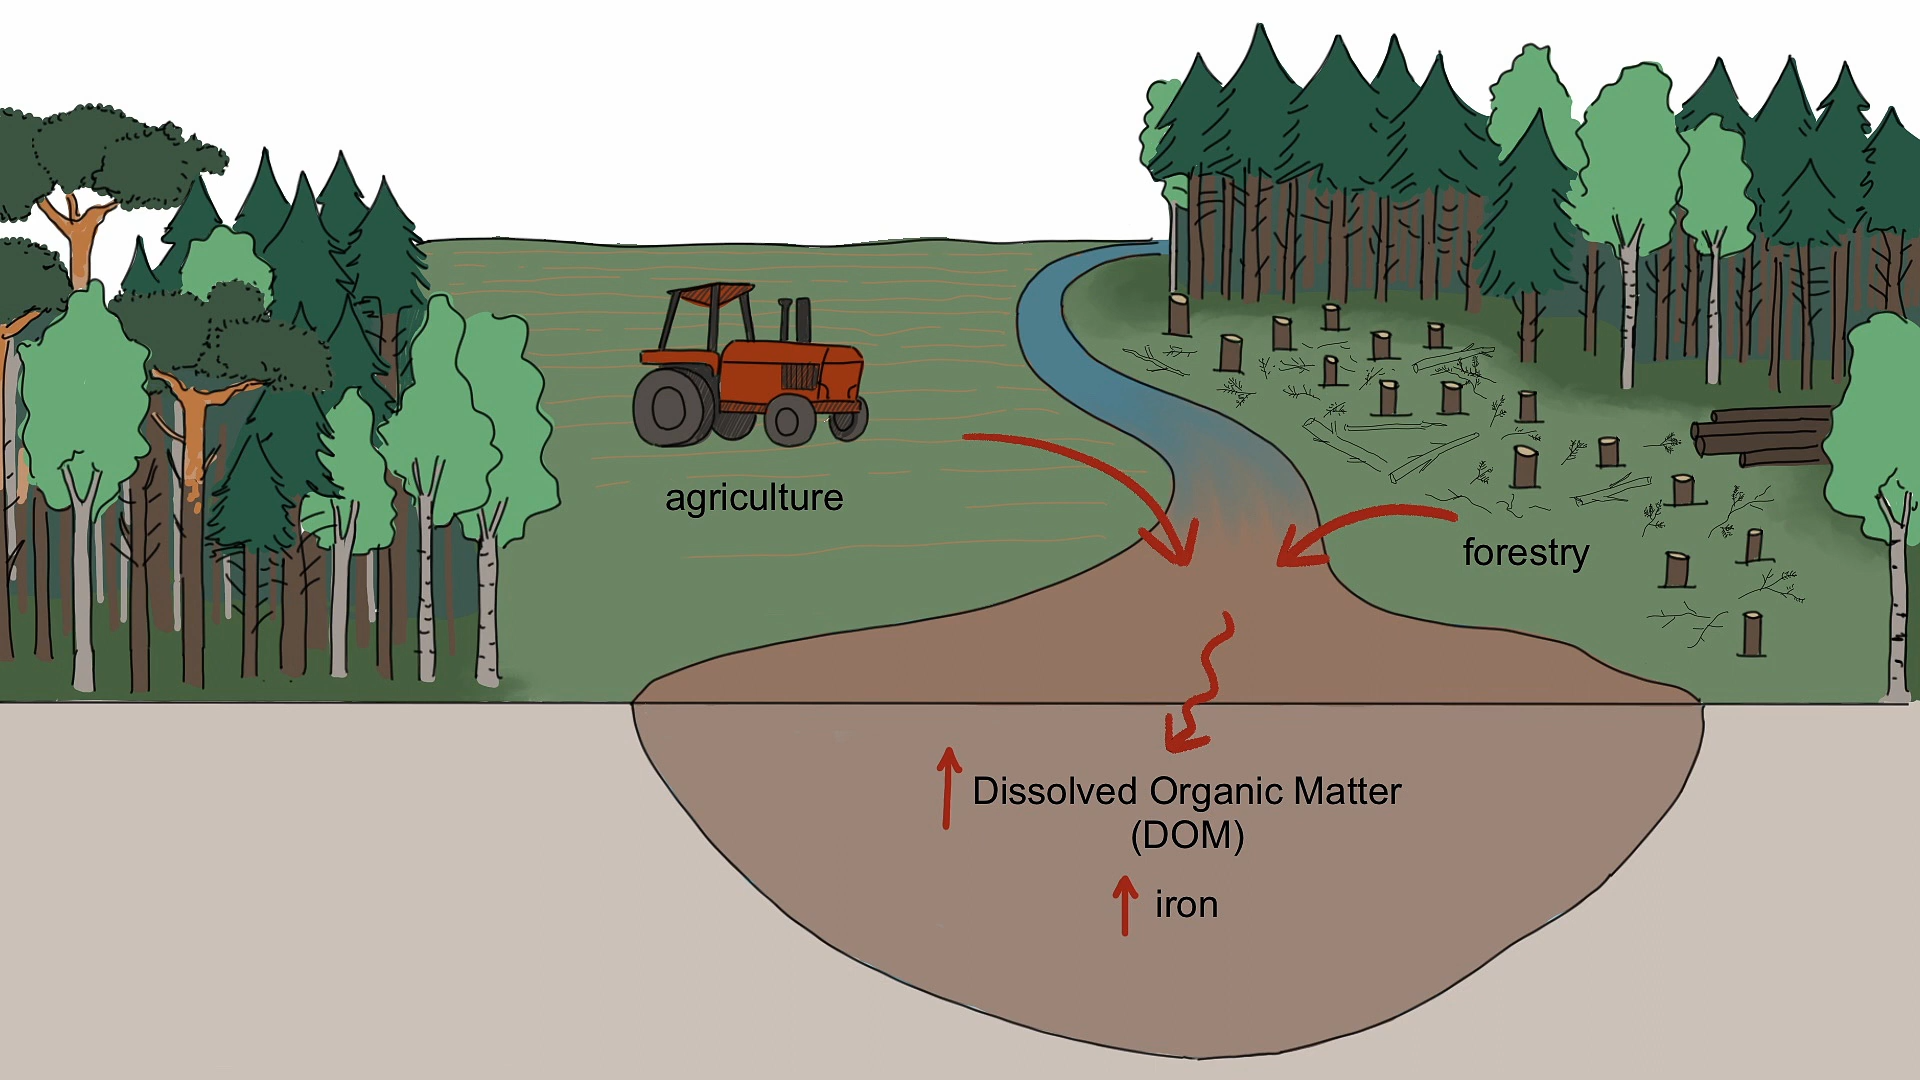 agriculture
forestry
Dissolved Organic Matter
(DOM)
iron